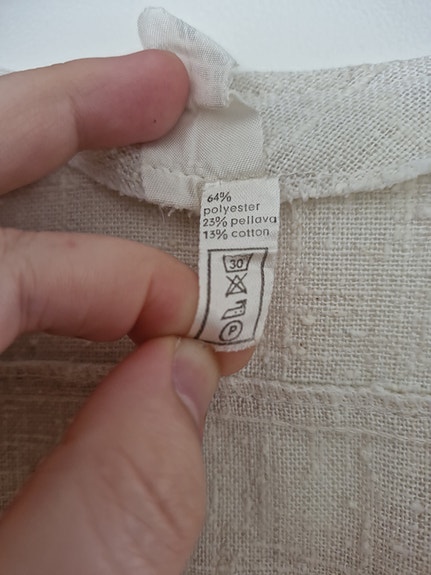 64%
polyester
23% pellava
13% cotton
30
P